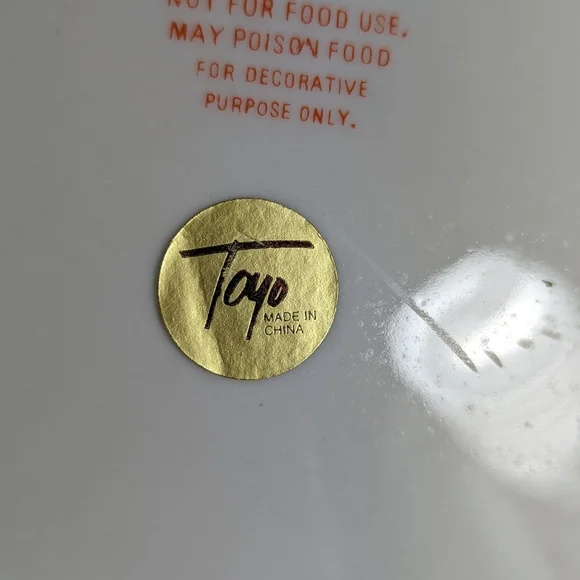 NOT FOR FOOD USE.
MAY POISON FOOD
FOR DECORATIVE
PURPOSE ONLY.
Toyo
MADE IN
CHINA